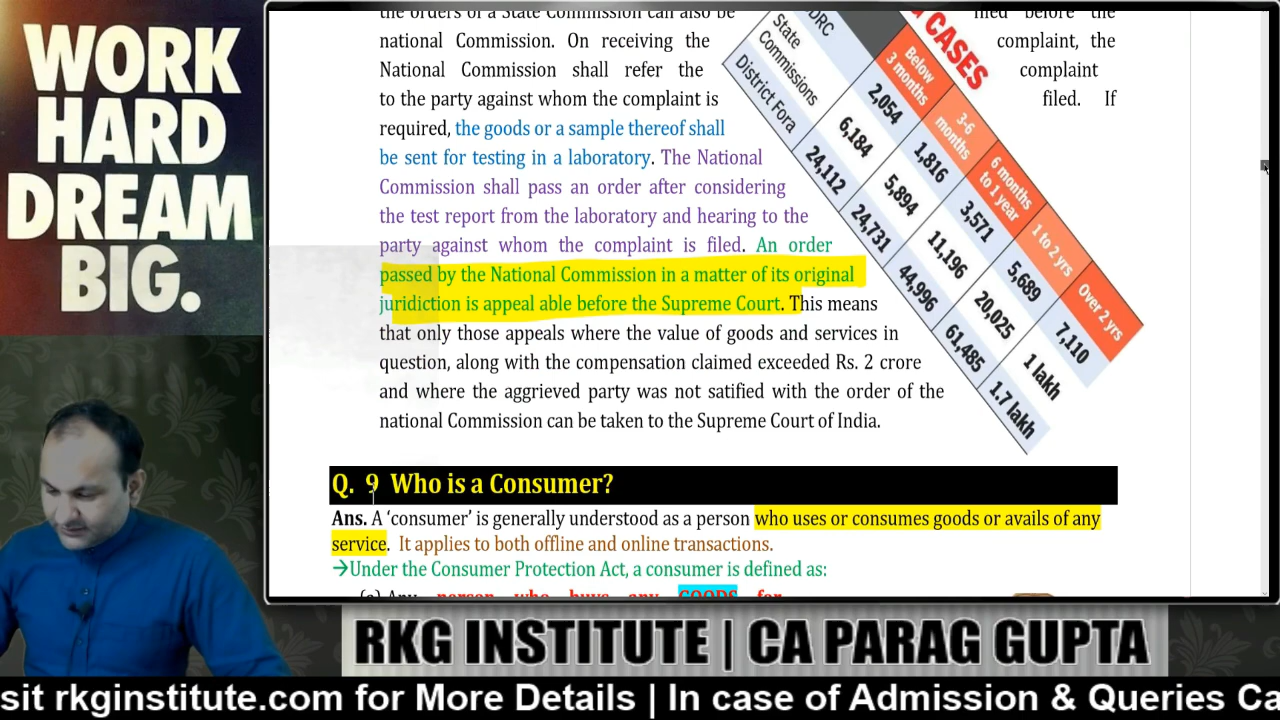 WORK
HARD
DREAM
BIG.
the orders of a State Commission can also be filed before the
national Commission. On receiving the complaint, the
National Commission shall refer the complaint
to the party against whom the complaint is filed. If
required, the goods or a sample thereof shall
be sent for testing in a laboratory. The National
Commission shall pass an order after considering
the test report from the laboratory and hearing to the
party against whom the complaint is filed. An order
passed by the National Commission in a matter of its original
juridiction is appeal able before the Supreme Court. This means
that only those appeals where the value of goods and services in
question, along with the compensation claimed exceeded Rs. 2 crore
and where the aggrieved party was not satified with the order of the
national Commission can be taken to the Supreme Court of India.
CASES
Below 3 months
3-6 months
6 months to 1 year
1 to 2 yrs
Over 2 yrs
DRC 2,054 1,816 3,571 5,689 7,110
State Commissions 6,184 5,894 11,196 20,025 1 lakh
District Fora 24,112 24,731 44,996 61,485 1.7 lakh
Q. 9 Who is a Consumer?
Ans. A ‘consumer’ is generally understood as a person who uses or consumes goods or avails of any
service. It applies to both offline and online transactions.
→Under the Consumer Protection Act, a consumer is defined as:
(a) Any person who buys any GOODS for
RKG INSTITUTE | CA PARAG GUPTA
sit rkginstitute.com for More Details | In case of Admission & Queries Ca